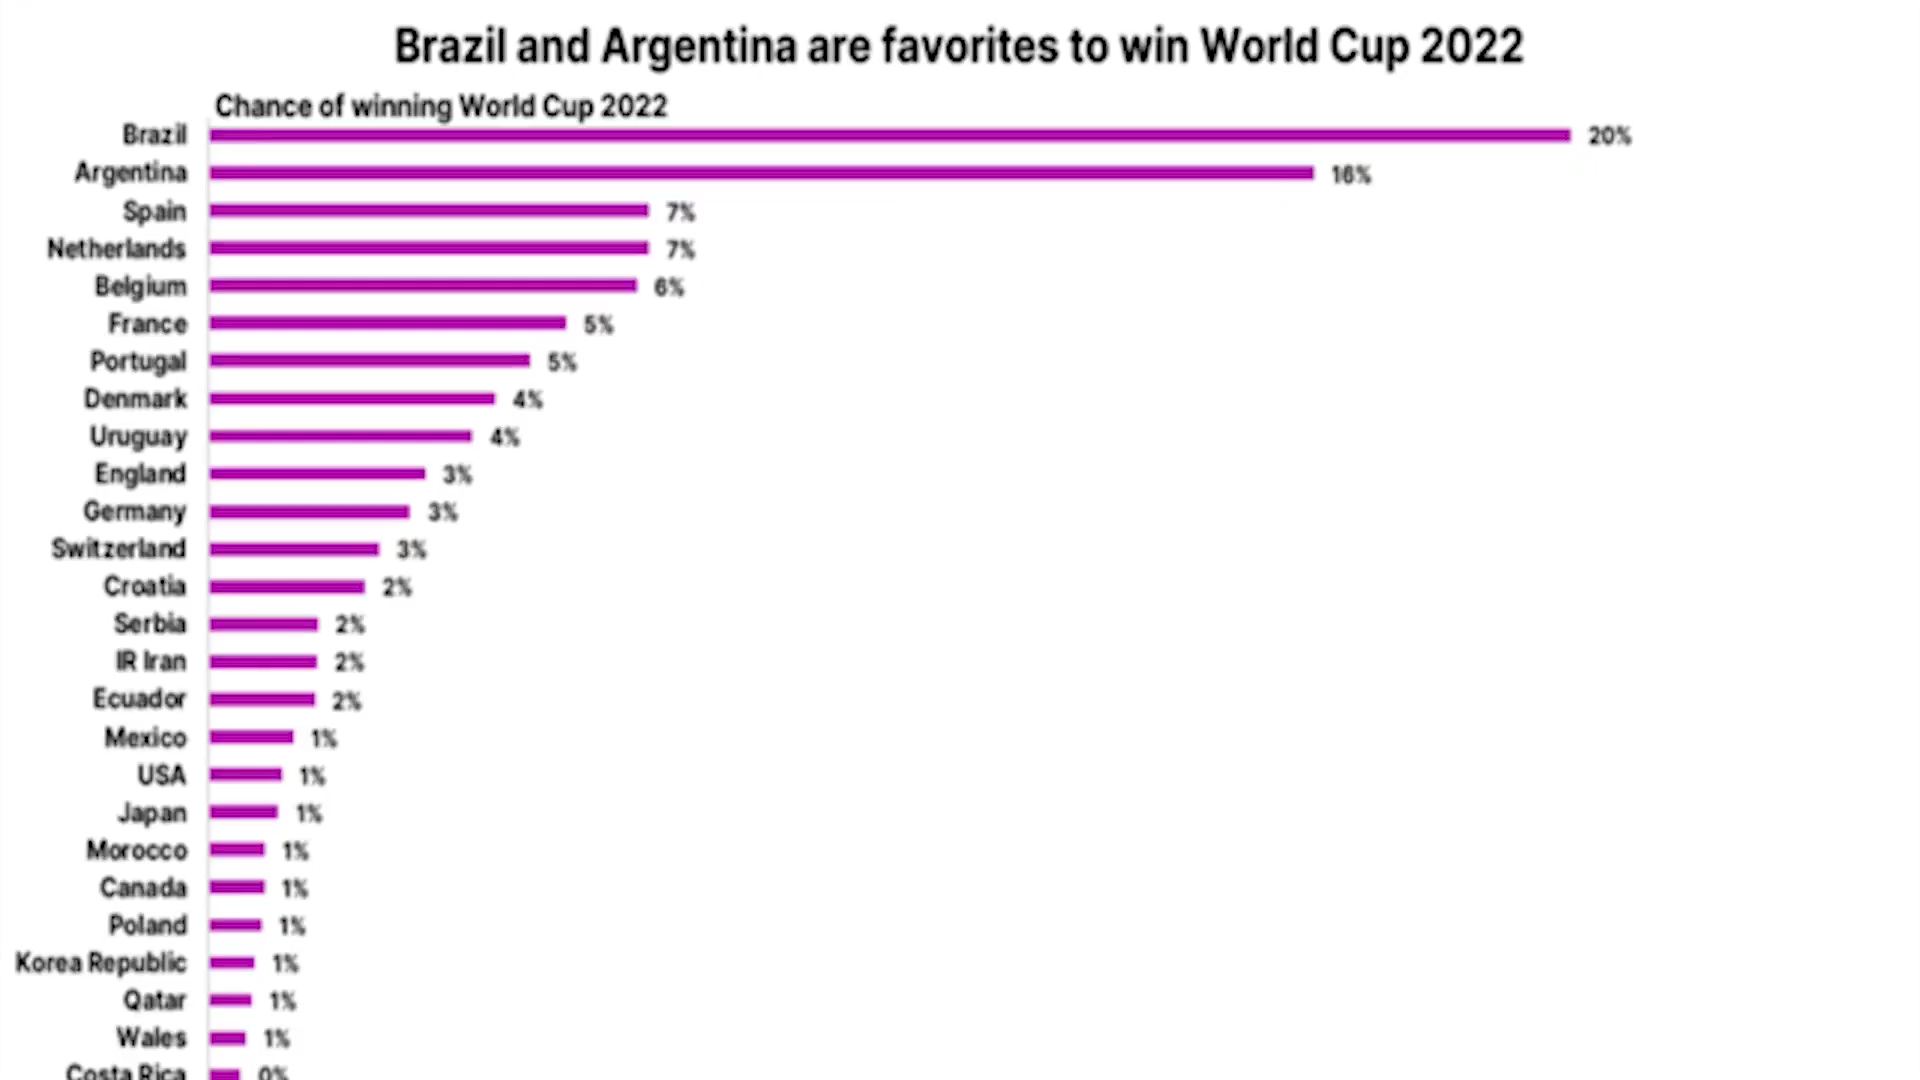 Brazil and Argentina are favorites to win World Cup 2022
Chance of winning World Cup 2022
Brazil 20%
Argentina 16%
Spain 7%
Netherlands 7%
Belgium 6%
France 5%
Portugal 5%
Denmark 4%
Uruguay 4%
England 3%
Germany 3%
Switzerland 3%
Croatia 2%
Serbia 2%
IR Iran 2%
Ecuador 2%
Mexico 1%
USA 1%
Japan 1%
Morocco 1%
Canada 1%
Poland 1%
Korea Republic 1%
Qatar 1%
Wales 1%
Costa Rica 0%